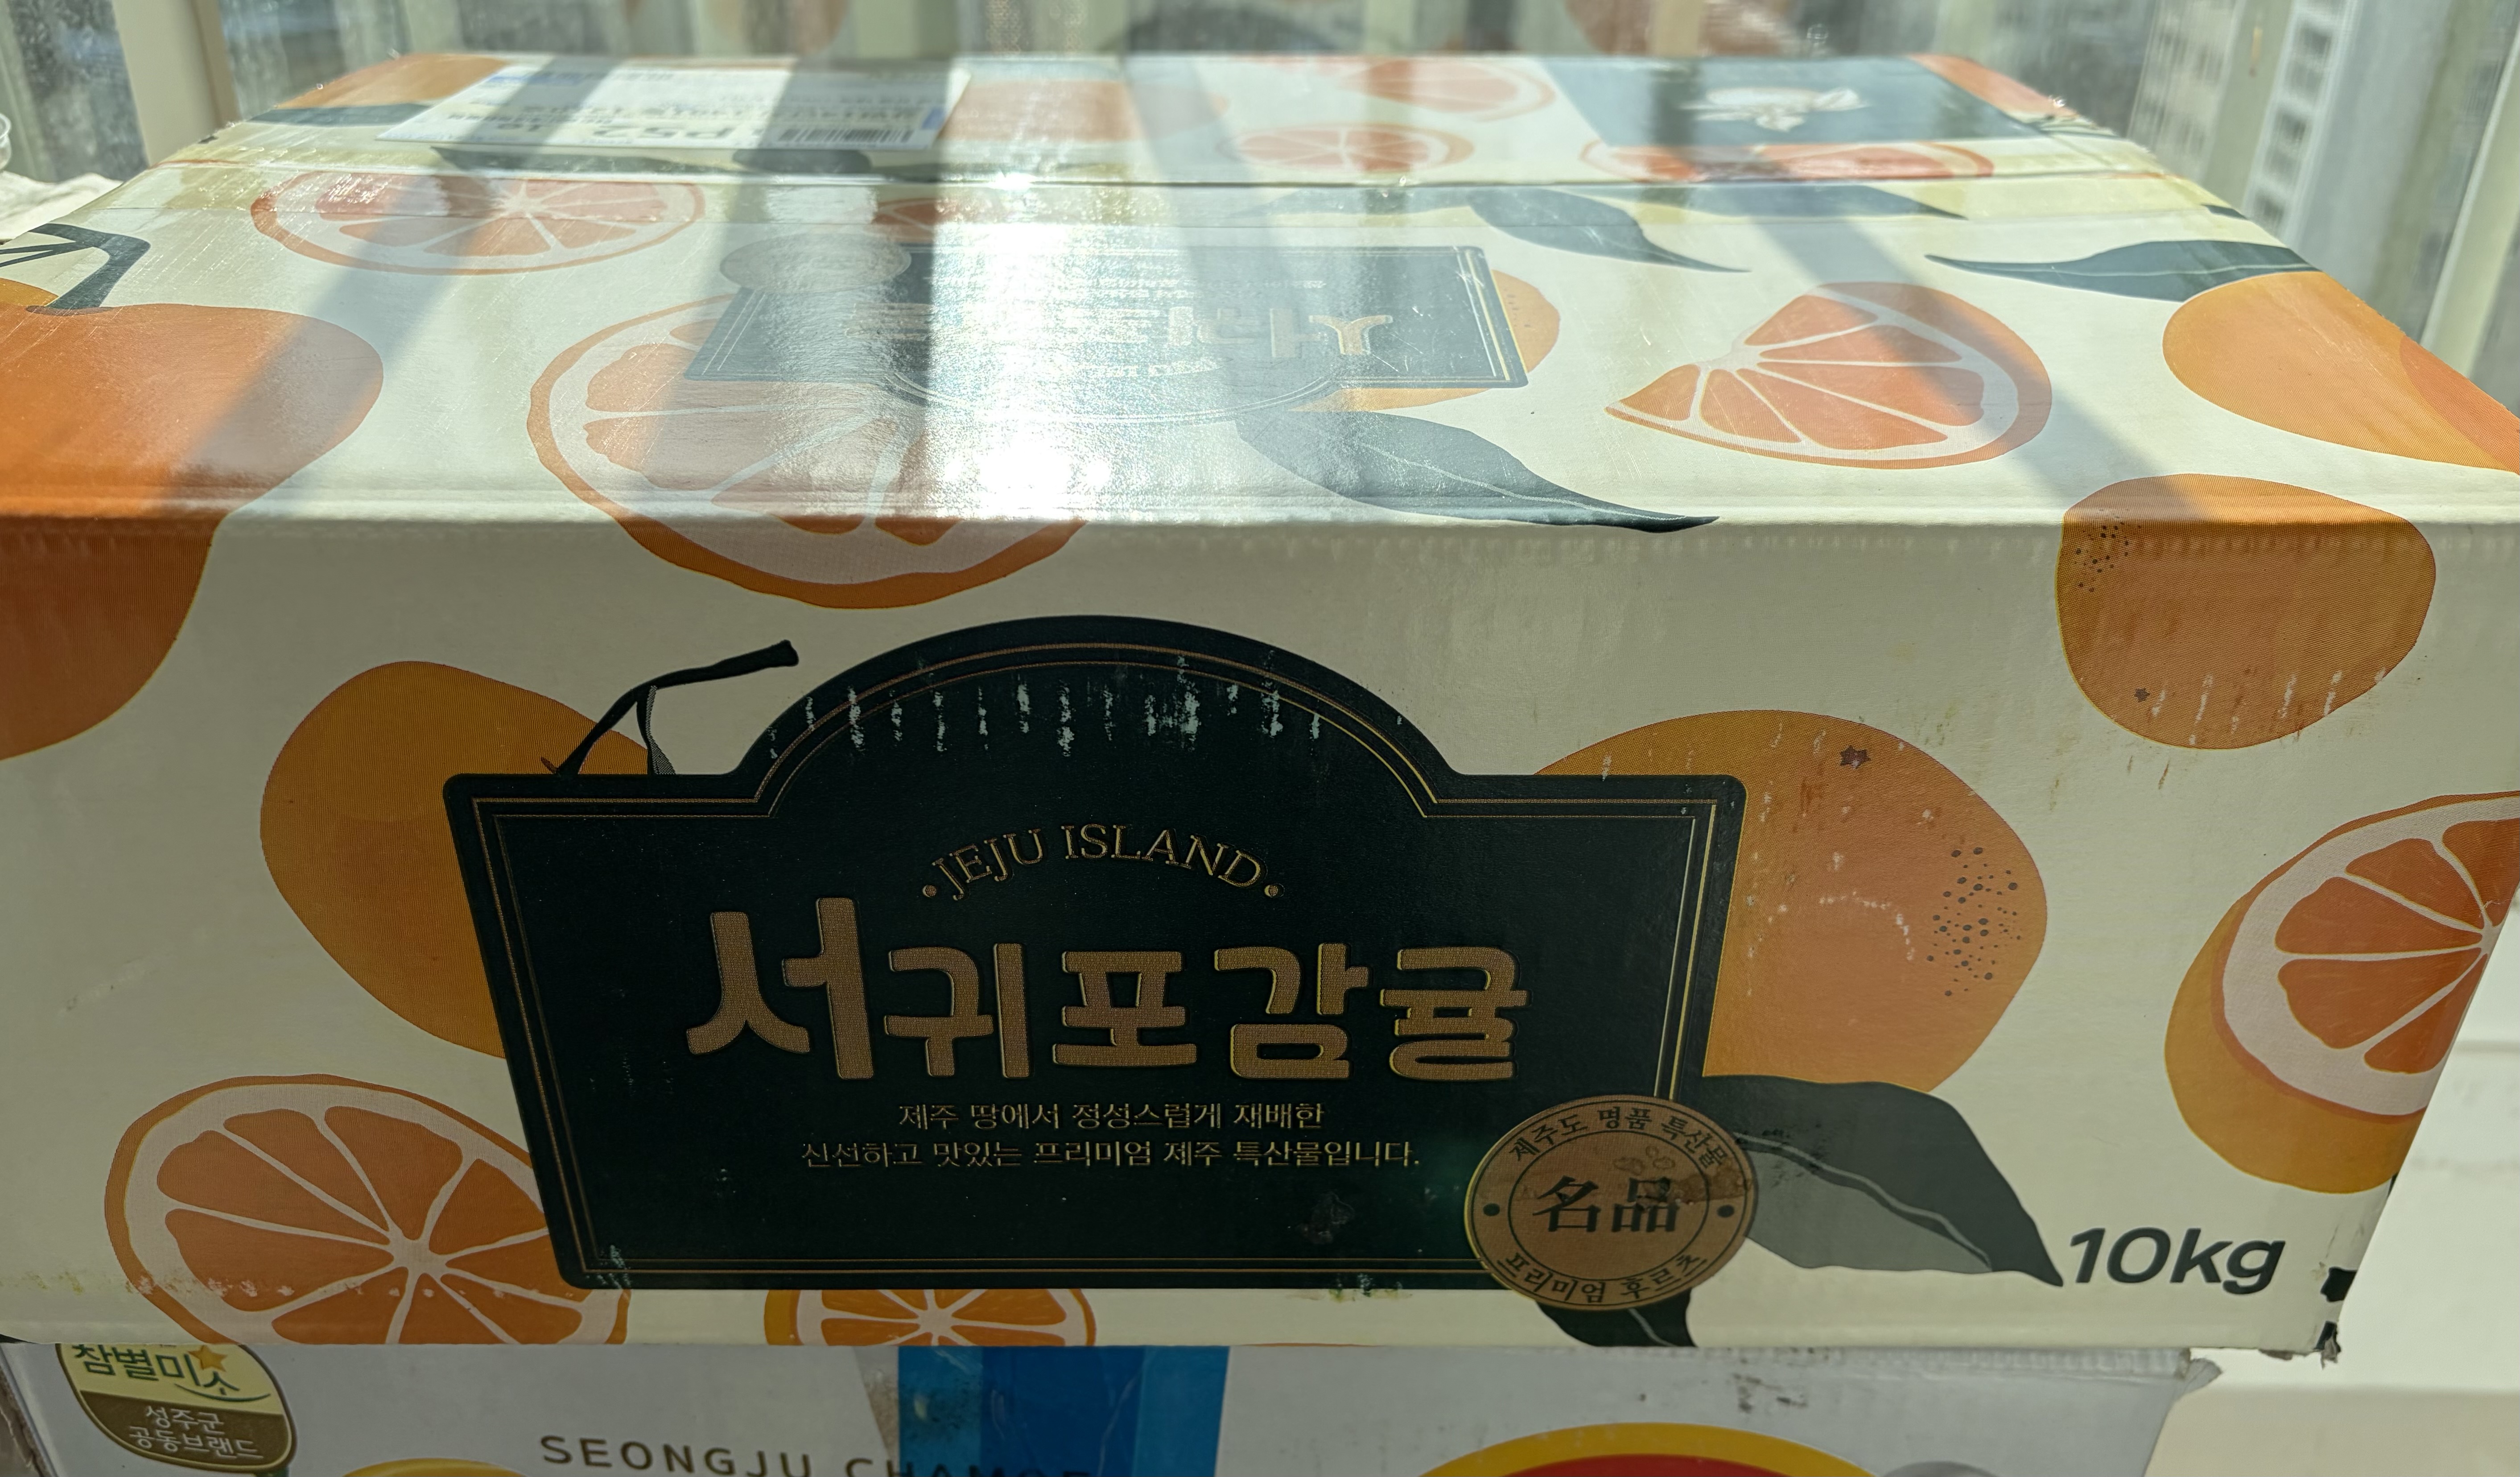 JEJU ISLAND
서귀포감귤
제주 땅에서 정성스럽게 재배한
신선하고 맛있는 프리미엄 제주 특산물입니다.
제주도 명품 특산물
名品
프리미엄 후르츠
10kg
참별미소
성주군
공동브랜드
SEONGJU